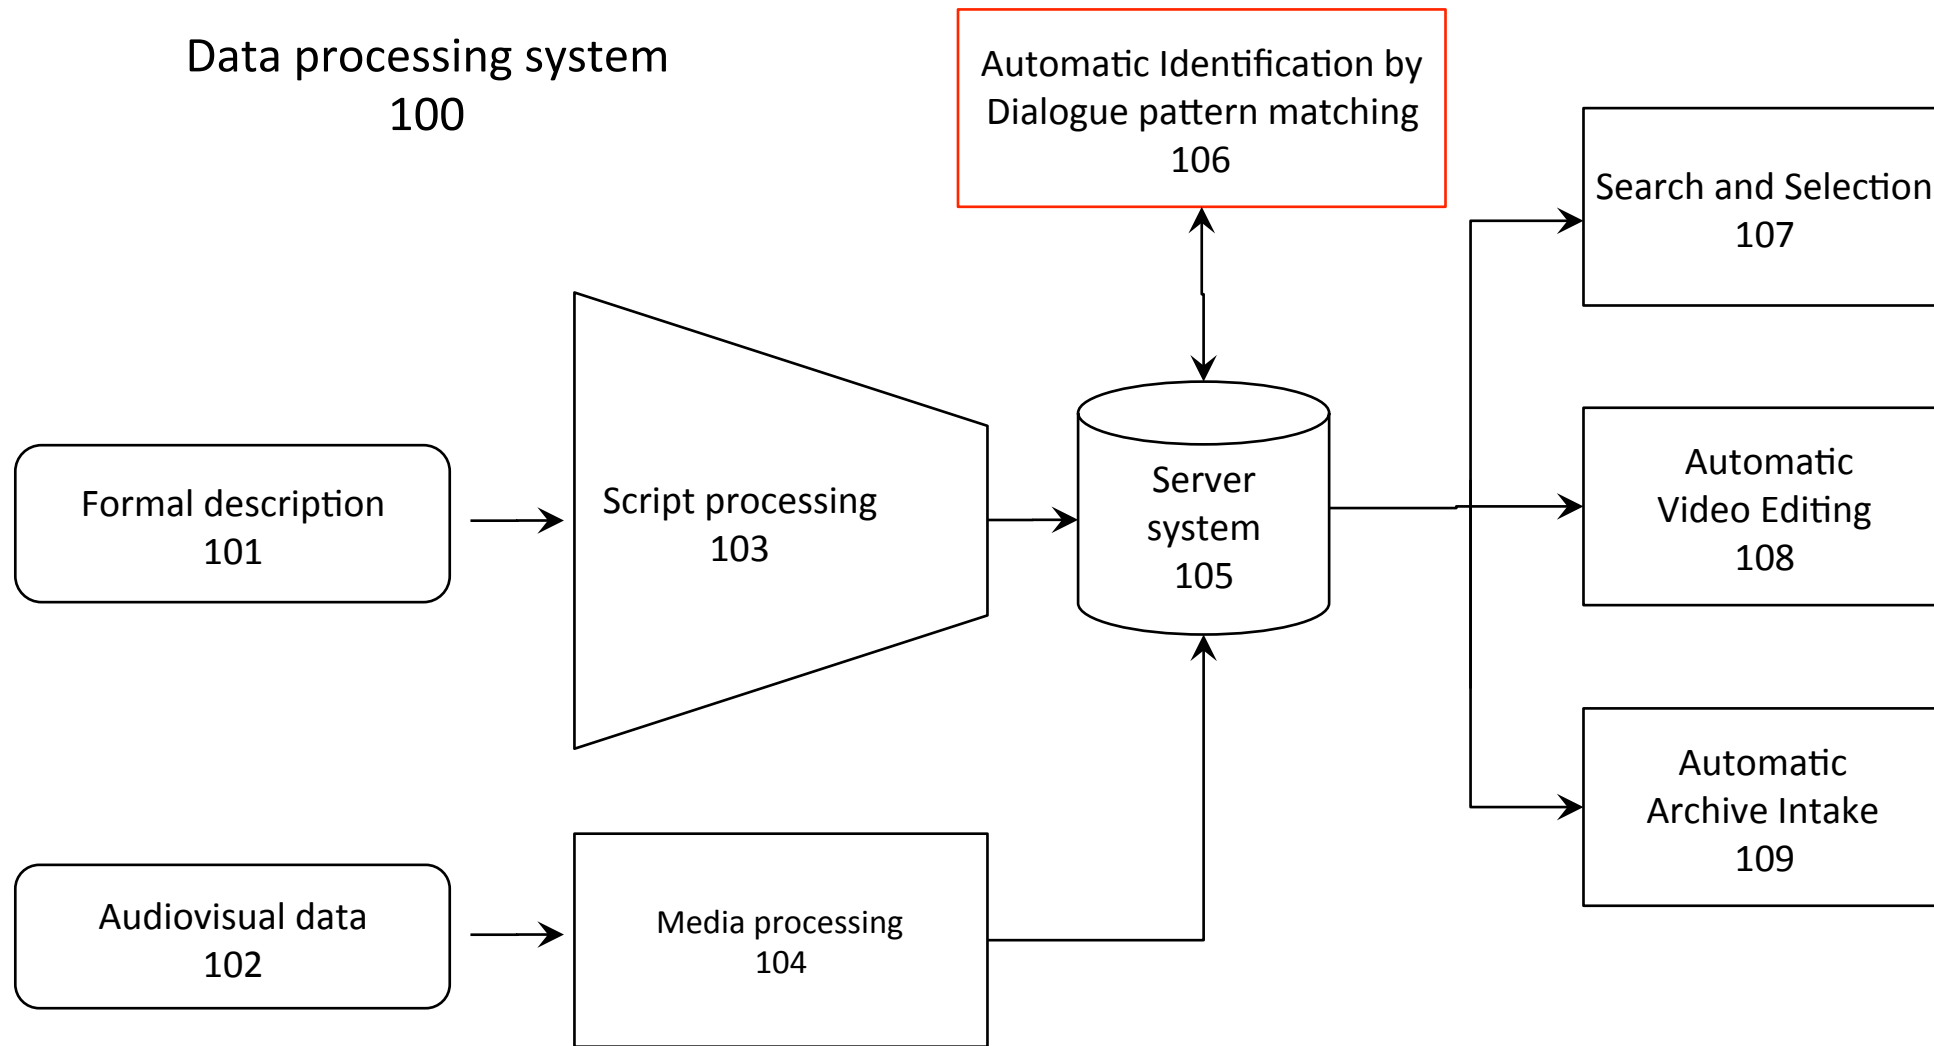 Data processing system
100
Automatic Identification by
Dialogue pattern matching
106
Search and Selection
107
Formal description
101
Script processing
103
Server
system
105
Automatic
Video Editing
108
Audiovisual data
102
Media processing
104
Automatic
Archive Intake
109